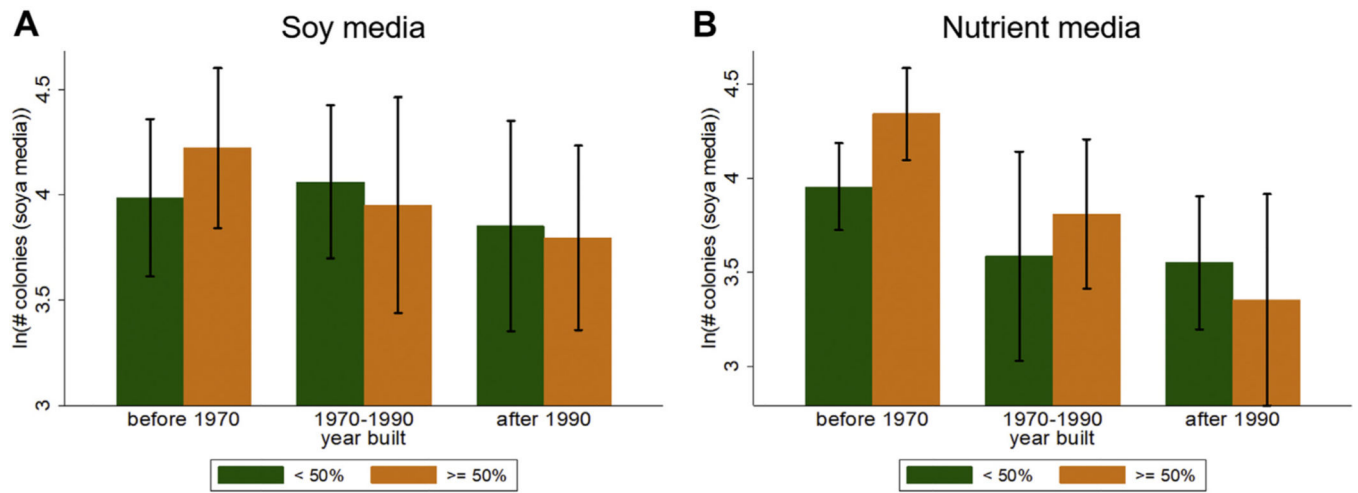 A
Soy media
ln(# colonies (soya media))
4.5
4
3.5
3
before 1970
1970-1990
after 1990
year built
< 50%
>= 50%
B
Nutrient media
ln(# colonies (soya media))
4.5
4
3.5
3
before 1970
1970-1990
after 1990
year built
< 50%
>= 50%